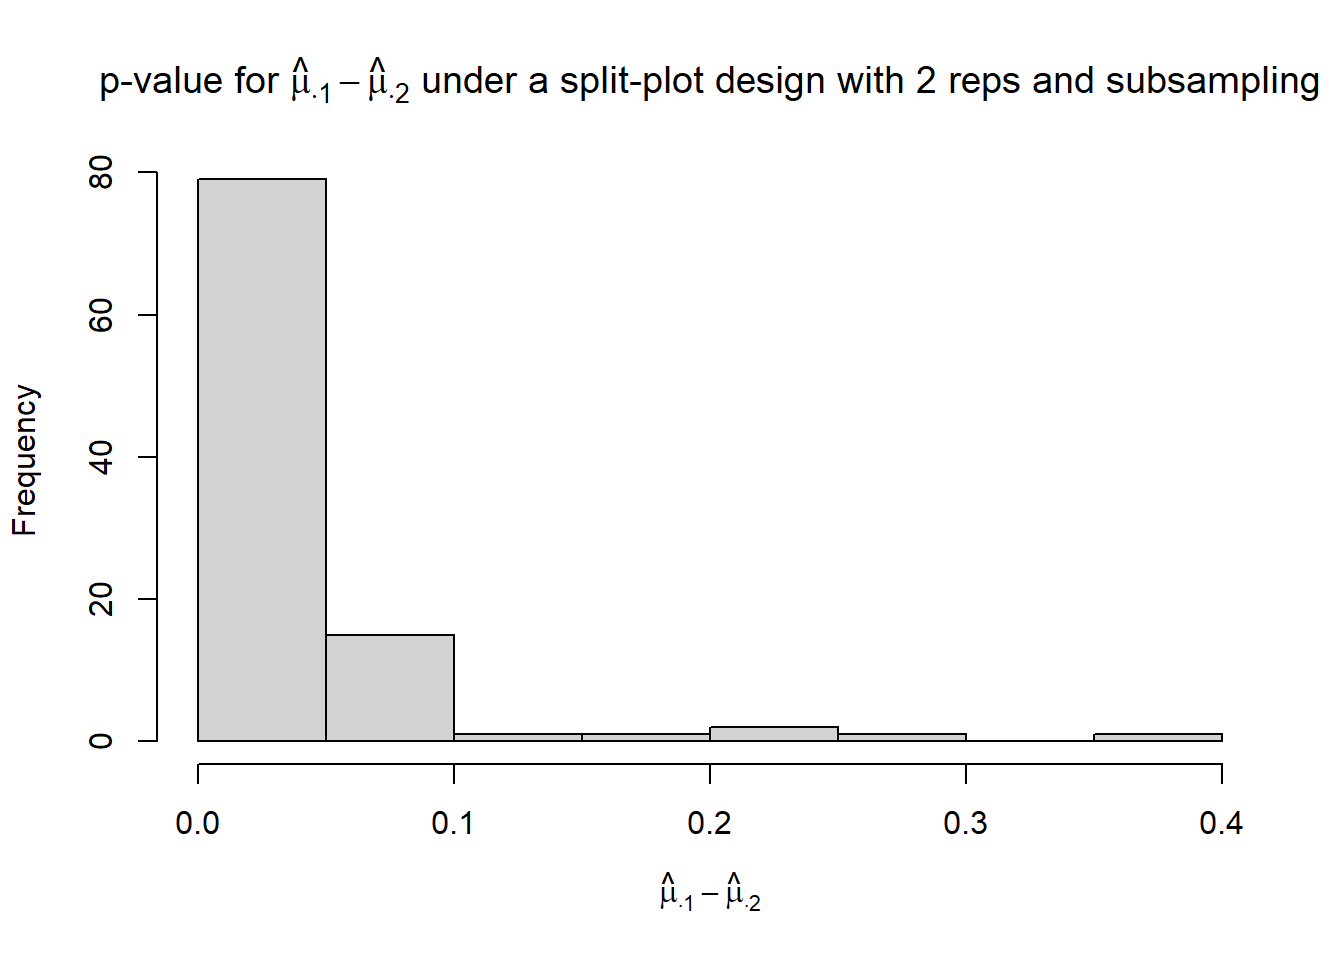 p-value for μ̂.1 − μ̂.2 under a split-plot design with 2 reps and subsampling
Frequency
80
60
40
20
0
0.0 0.1 0.2 0.3 0.4
μ̂.1 − μ̂.2